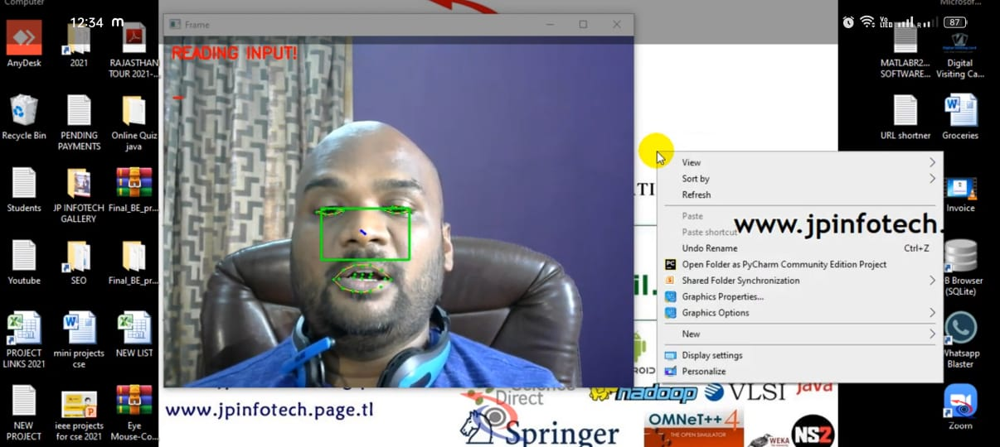 Computer
Microsof...
12:34 m
Vo
LTED
R
87
Frame
READING INPUT!
AnyDesk
2021
RAJASTHAN
TOUR 2021-...
MATLABR2...
SOFTWARE...
Digital
Visiting Ca...
Recycle Bin
PENDING
PAYMENTS
Online Quiz
java
URL shortner
Groceries
Students
JP INFOTECH
GALLERY
Final_BE_pr...
Invoice
Youtube
SEO
Final_BE_pr...
B Browser
(SQLite)
PROJECT
LINKS 2021
mini projects
cse
NEW LIST
Whatsapp
Blaster
NEW
PROJECT
ieee projects
for cse 2021
Eye
Mouse-Co...
Zoom
View
Sort by
Refresh
Paste
Paste shortcut
Undo Rename Ctrl+Z
Open Folder as PyCharm Community Edition Project
Shared Folder Synchronization
Graphics Properties...
Graphics Options
New
Display settings
Personalize
www.jpinfotech.
ATI
il.
ROID
www.jpinfotech.page.tl
Science
Direct
Springer
hadoop
VLSI
java
OMNeT++ 4
THE OPEN SIMULATOR
WEKA
NS2